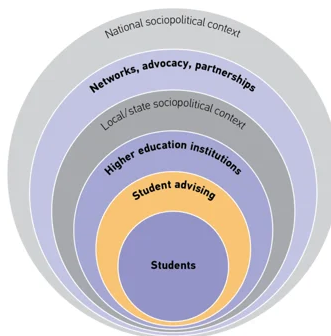 National sociopolitical context
Networks, advocacy, partnerships
Local/state sociopolitical context
Higher education institutions
Student advising
Students